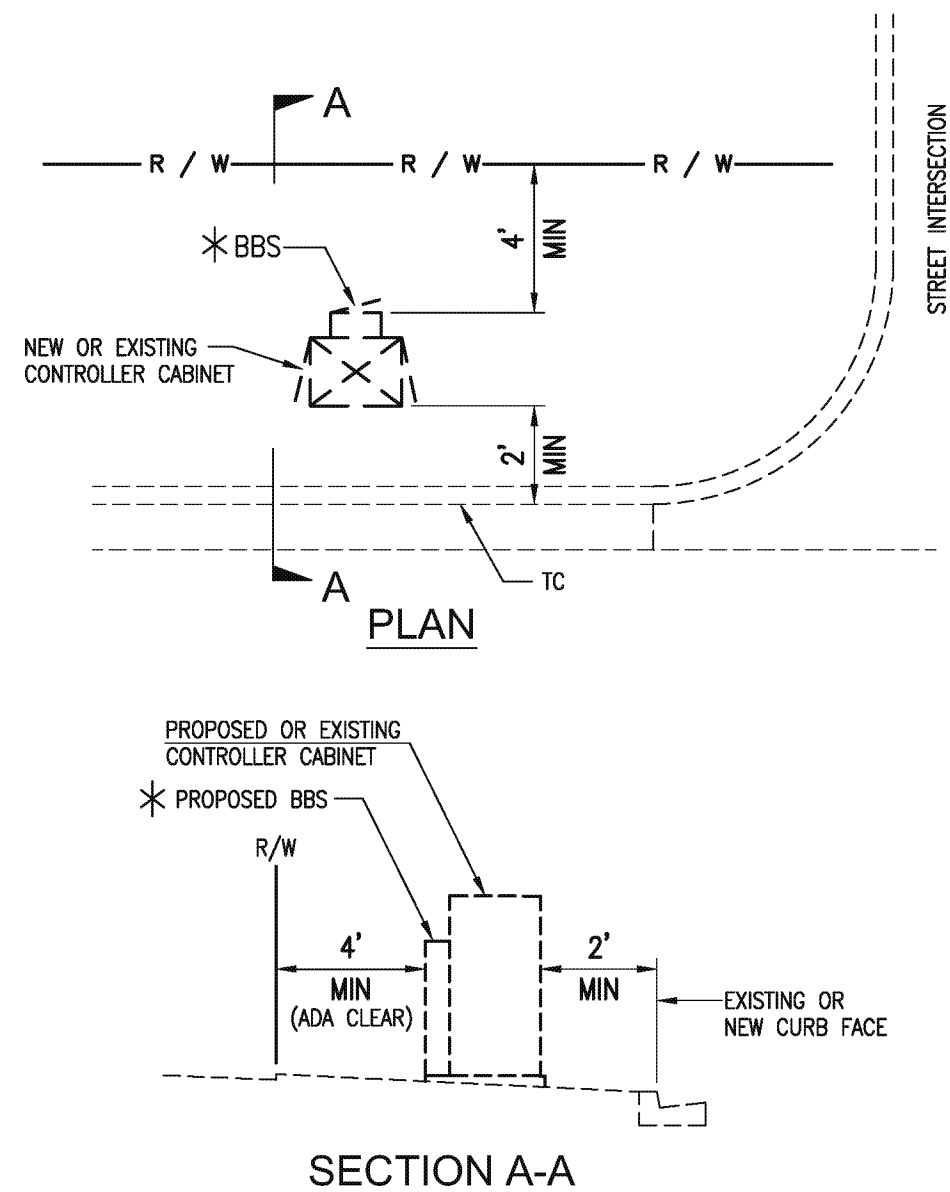 A
R / W R / W R / W
STREET INTERSECTION
4'
MIN
BBS
NEW OR EXISTING
CONTROLLER CABINET
2'
MIN
TC
A
PLAN
PROPOSED OR EXISTING
CONTROLLER CABINET
PROPOSED BBS
R/W
4'
MIN
(ADA CLEAR)
2'
MIN
EXISTING OR
NEW CURB FACE
SECTION A-A